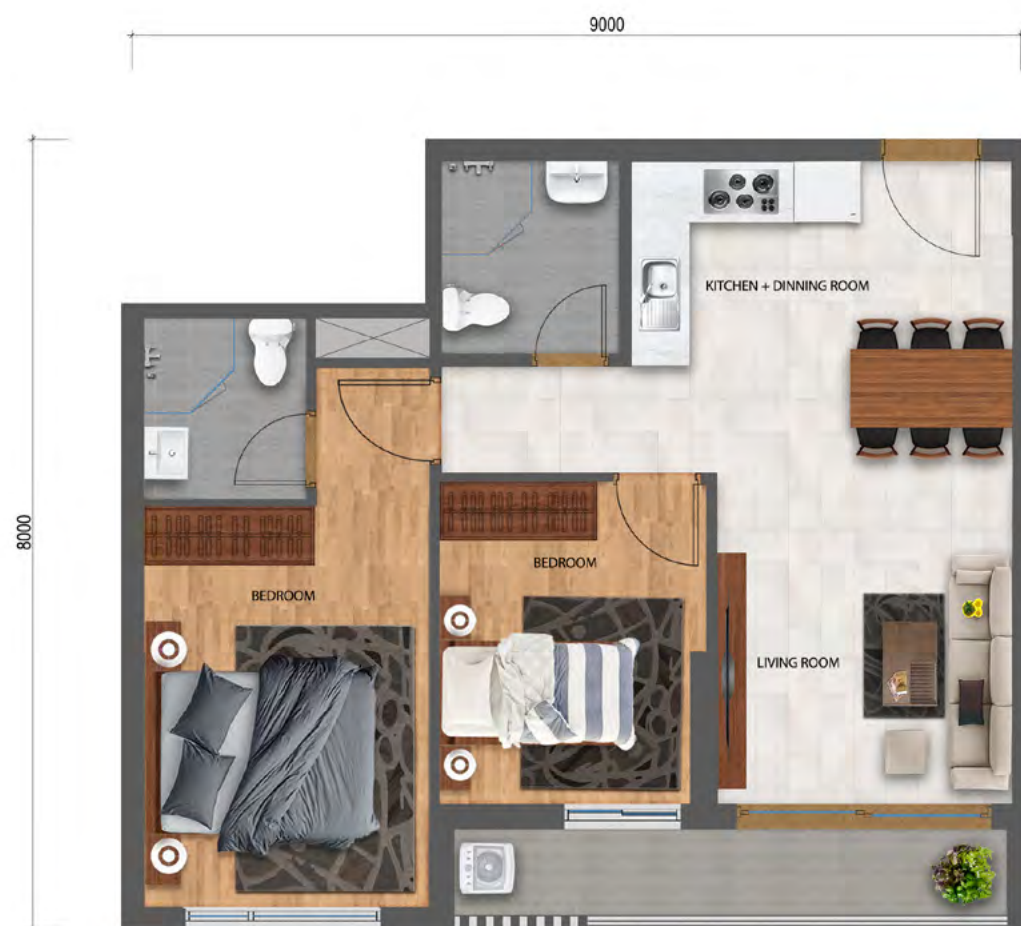 9000
8000
KITCHEN + DINNING ROOM
BEDROOM
BEDROOM
LIVING ROOM